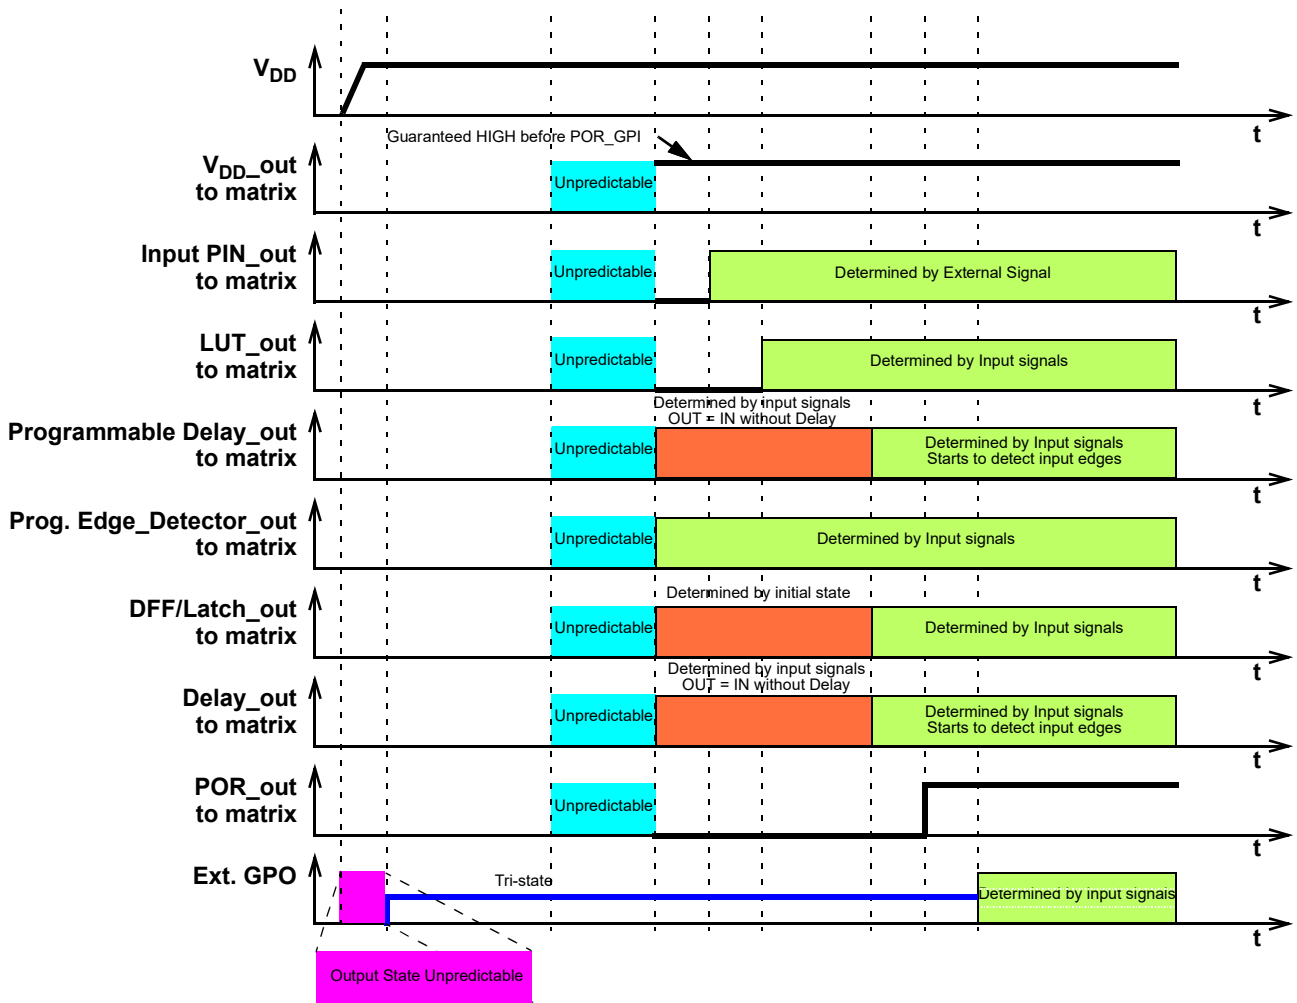 V_DD
t
Guaranteed HIGH before POR_GPI
V_DD_out
to matrix
Unpredictable
t
Input PIN_out
to matrix
Unpredictable
Determined by External Signal
t
LUT_out
to matrix
Unpredictable
Determined by Input signals
t
Determined by input signals
OUT = IN without Delay
Programmable Delay_out
to matrix
Unpredictable
Determined by Input signals
Starts to detect input edges
t
Prog. Edge_Detector_out
to matrix
Unpredictable
Determined by Input signals
t
Determined by initial state
DFF/Latch_out
to matrix
Unpredictable
Determined by Input signals
t
Determined by input signals
OUT = IN without Delay
Delay_out
to matrix
Unpredictable
Determined by Input signals
Starts to detect input edges
t
POR_out
to matrix
Unpredictable
t
Ext. GPO
Tri-state
Determined by input signals
t
Output State Unpredictable